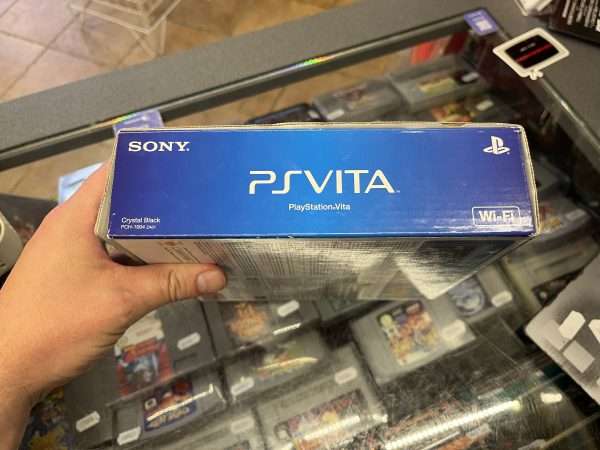 SONY
PSVITA
PlayStation®Vita
Crystal Black
Wi-Fi